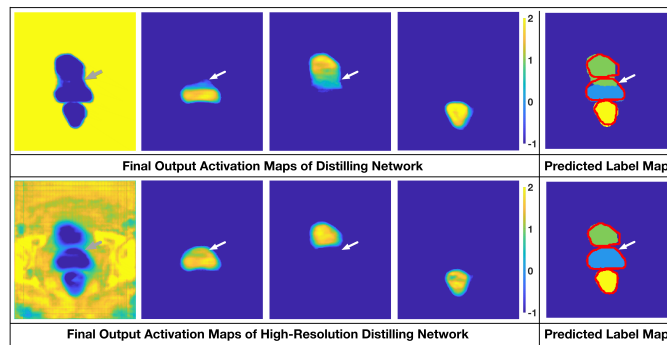 2
1
0
-1
Final Output Activation Maps of Distilling Network
Predicted Label Map
2
1
0
-1
Final Output Activation Maps of High-Resolution Distilling Network
Predicted Label Map